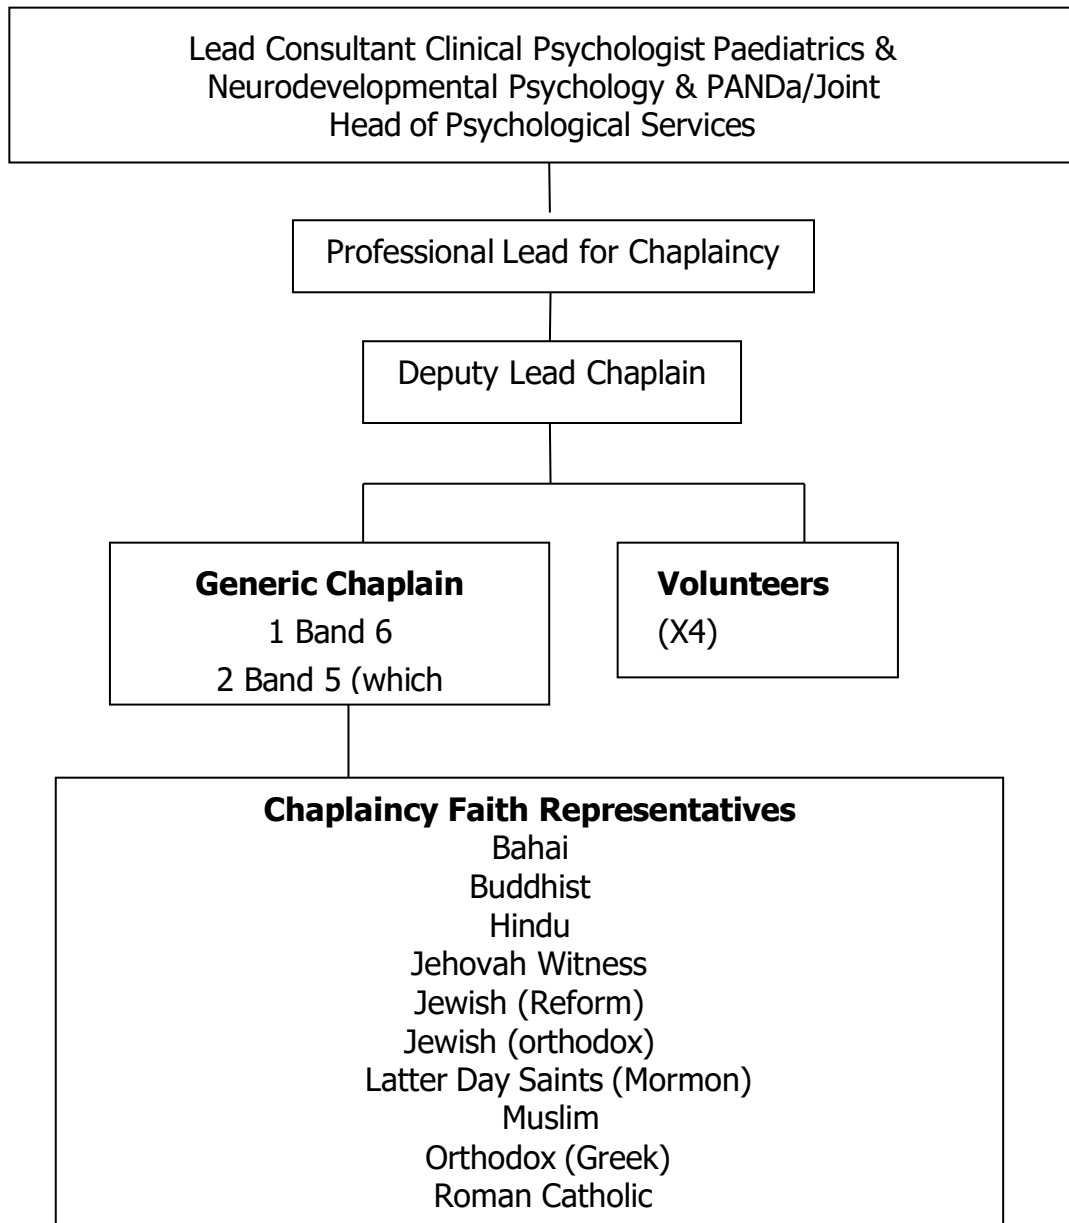 Lead Consultant Clinical Psychologist Paediatrics &
Neurodevelopmental Psychology & PANDa/Joint
Head of Psychological Services
Professional Lead for Chaplaincy
Deputy Lead Chaplain
Generic Chaplain
1 Band 6
2 Band 5 (which
Volunteers
(X4)
Chaplaincy Faith Representatives
Bahai
Buddhist
Hindu
Jehovah Witness
Jewish (Reform)
Jewish (orthodox)
Latter Day Saints (Mormon)
Muslim
Orthodox (Greek)
Roman Catholic